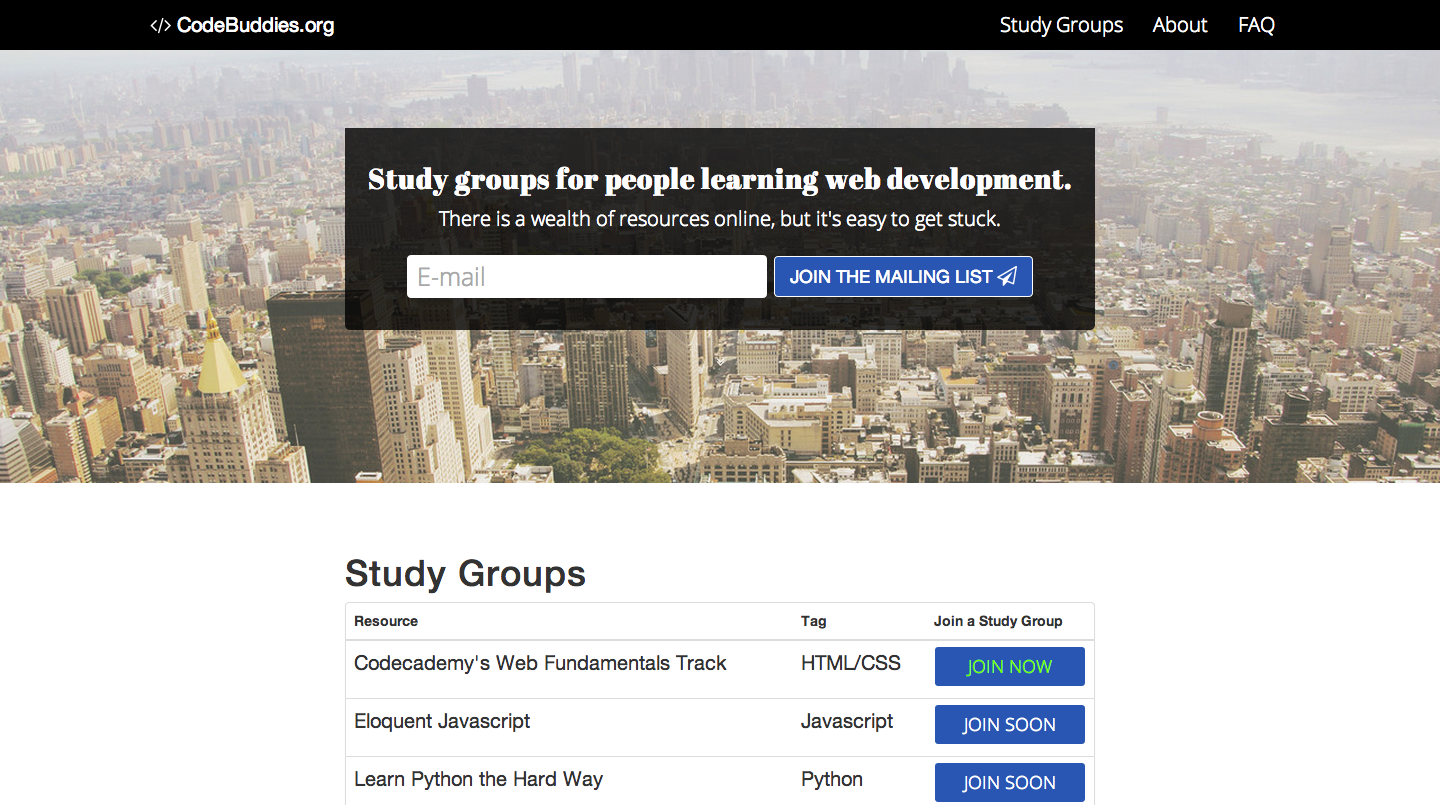 </> CodeBuddies.org Study Groups About FAQ
Study groups for people learning web development.
There is a wealth of resources online, but it's easy to get stuck.
E-mail JOIN THE MAILING LIST
Study Groups
Resource Tag Join a Study Group
Codecademy's Web Fundamentals Track HTML/CSS JOIN NOW
Eloquent Javascript Javascript JOIN SOON
Learn Python the Hard Way Python JOIN SOON